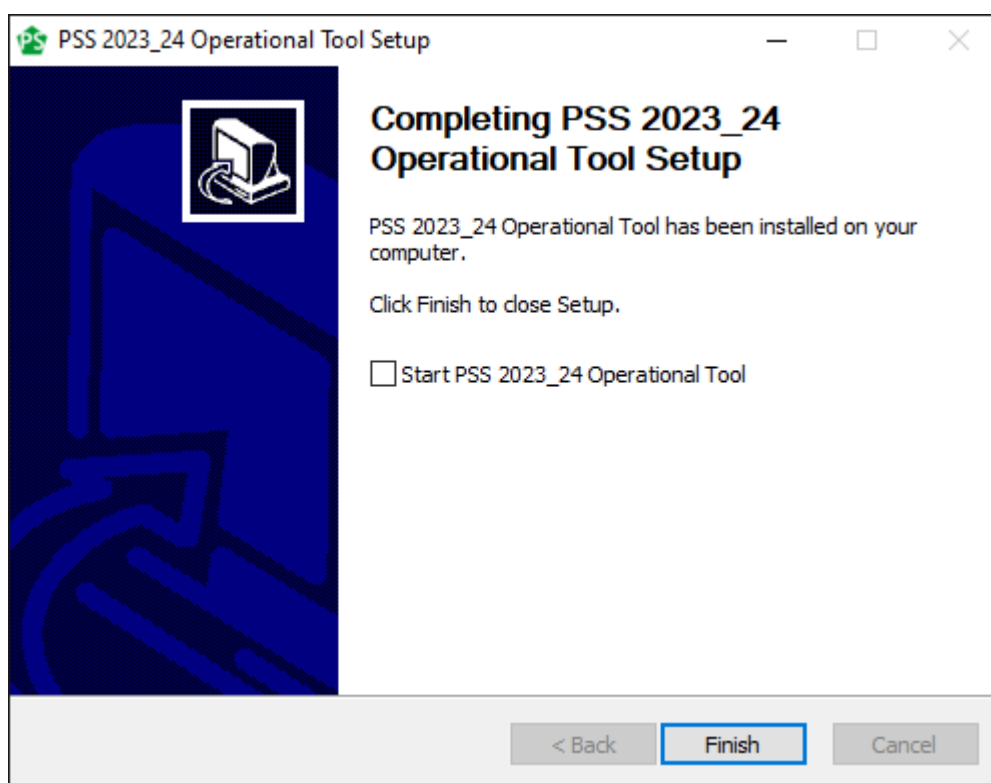 PS PSS 2023_24 Operational Tool Setup
Completing PSS 2023_24
Operational Tool Setup
PSS 2023_24 Operational Tool has been installed on your
computer.
Click Finish to close Setup.
Start PSS 2023_24 Operational Tool
< Back Finish Cancel